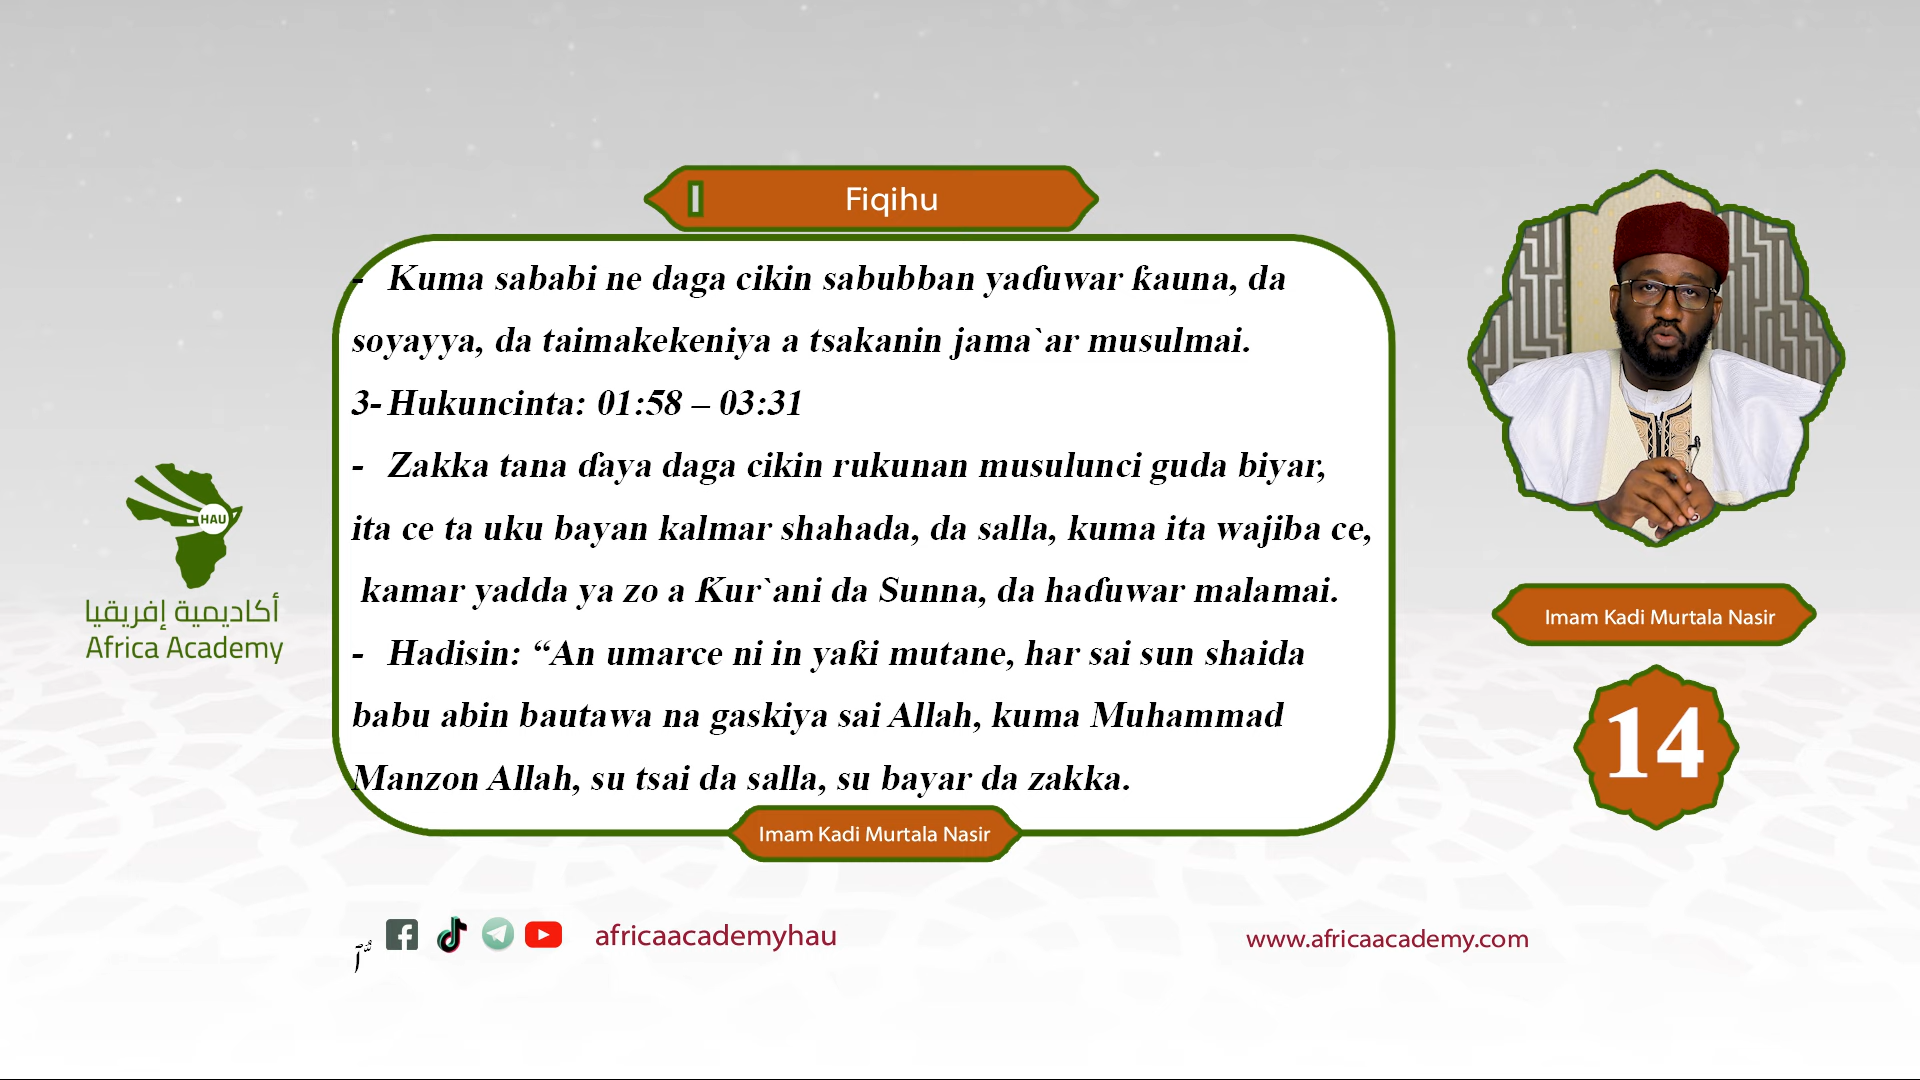 Fiqihu
- Kuma sababi ne daga cikin sabubban yaɗuwar ƙauna, da
soyayya, da taimakekeniya a tsakanin jama`ar musulmai.
3- Hukuncinta: 01:58 – 03:31
- Zakka tana ɗaya daga cikin rukunan musulunci guda biyar,
ita ce ta uku bayan kalmar shahada, da salla, kuma ita wajiba ce,
kamar yadda ya zo a Ƙur`ani da Sunna, da haɗuwar malamai.
- Hadisin: “An umarce ni in yaƙi mutane, har sai sun shaida
babu abin bautawa na gaskiya sai Allah, kuma Muhammad
Manzon Allah, su tsai da salla, su bayar da zakka.
Imam Kadi Murtala Nasir
HAU
أكاديمية إفريقيا
Africa Academy
Imam Kadi Murtala Nasir
14
africaacademyhau
www.africaacademy.com